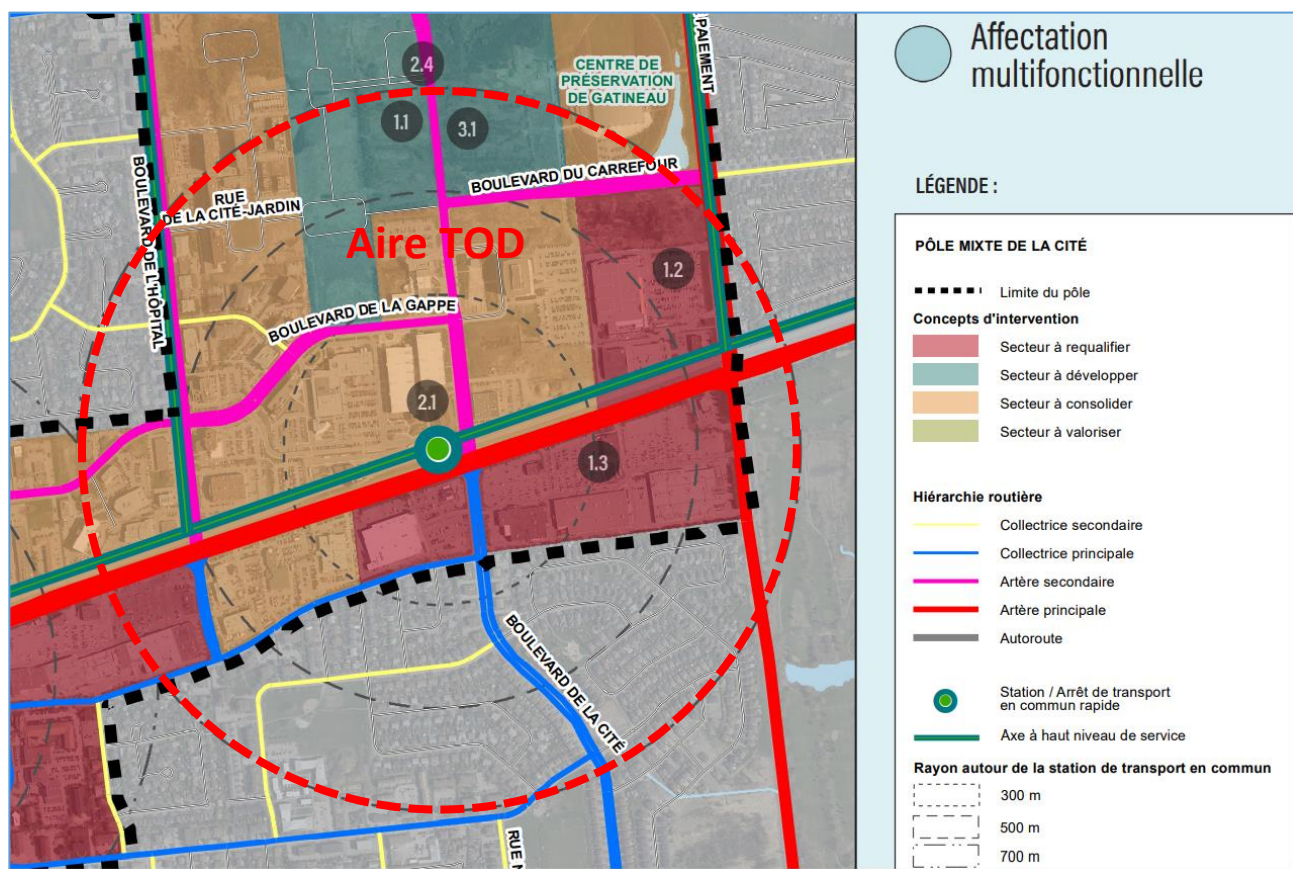 2.4
CENTRE DE
PRÉSERVATION
DE GATINEAU
PAIEMENT
1.1
3.1
BOULEVARD DU CARREFOUR
BOULEVARD DE L'HÔPITAL
RUE
DE LA CITÉ-JARDIN
Aire TOD
1.2
BOULEVARD DE LA GAPPE
2.1
1.3
BOULEVARD DE LA CITÉ
RUE
Affectation
multifonctionnelle
LÉGENDE :
PÔLE MIXTE DE LA CITÉ
Limite du pôle
Concepts d'intervention
Secteur à requalifier
Secteur à développer
Secteur à consolider
Secteur à valoriser
Hiérarchie routière
Collectrice secondaire
Collectrice principale
Artère secondaire
Artère principale
Autoroute
Station / Arrêt de transport
en commun rapide
Axe à haut niveau de service
Rayon autour de la station de transport en commun
300 m
500 m
700 m